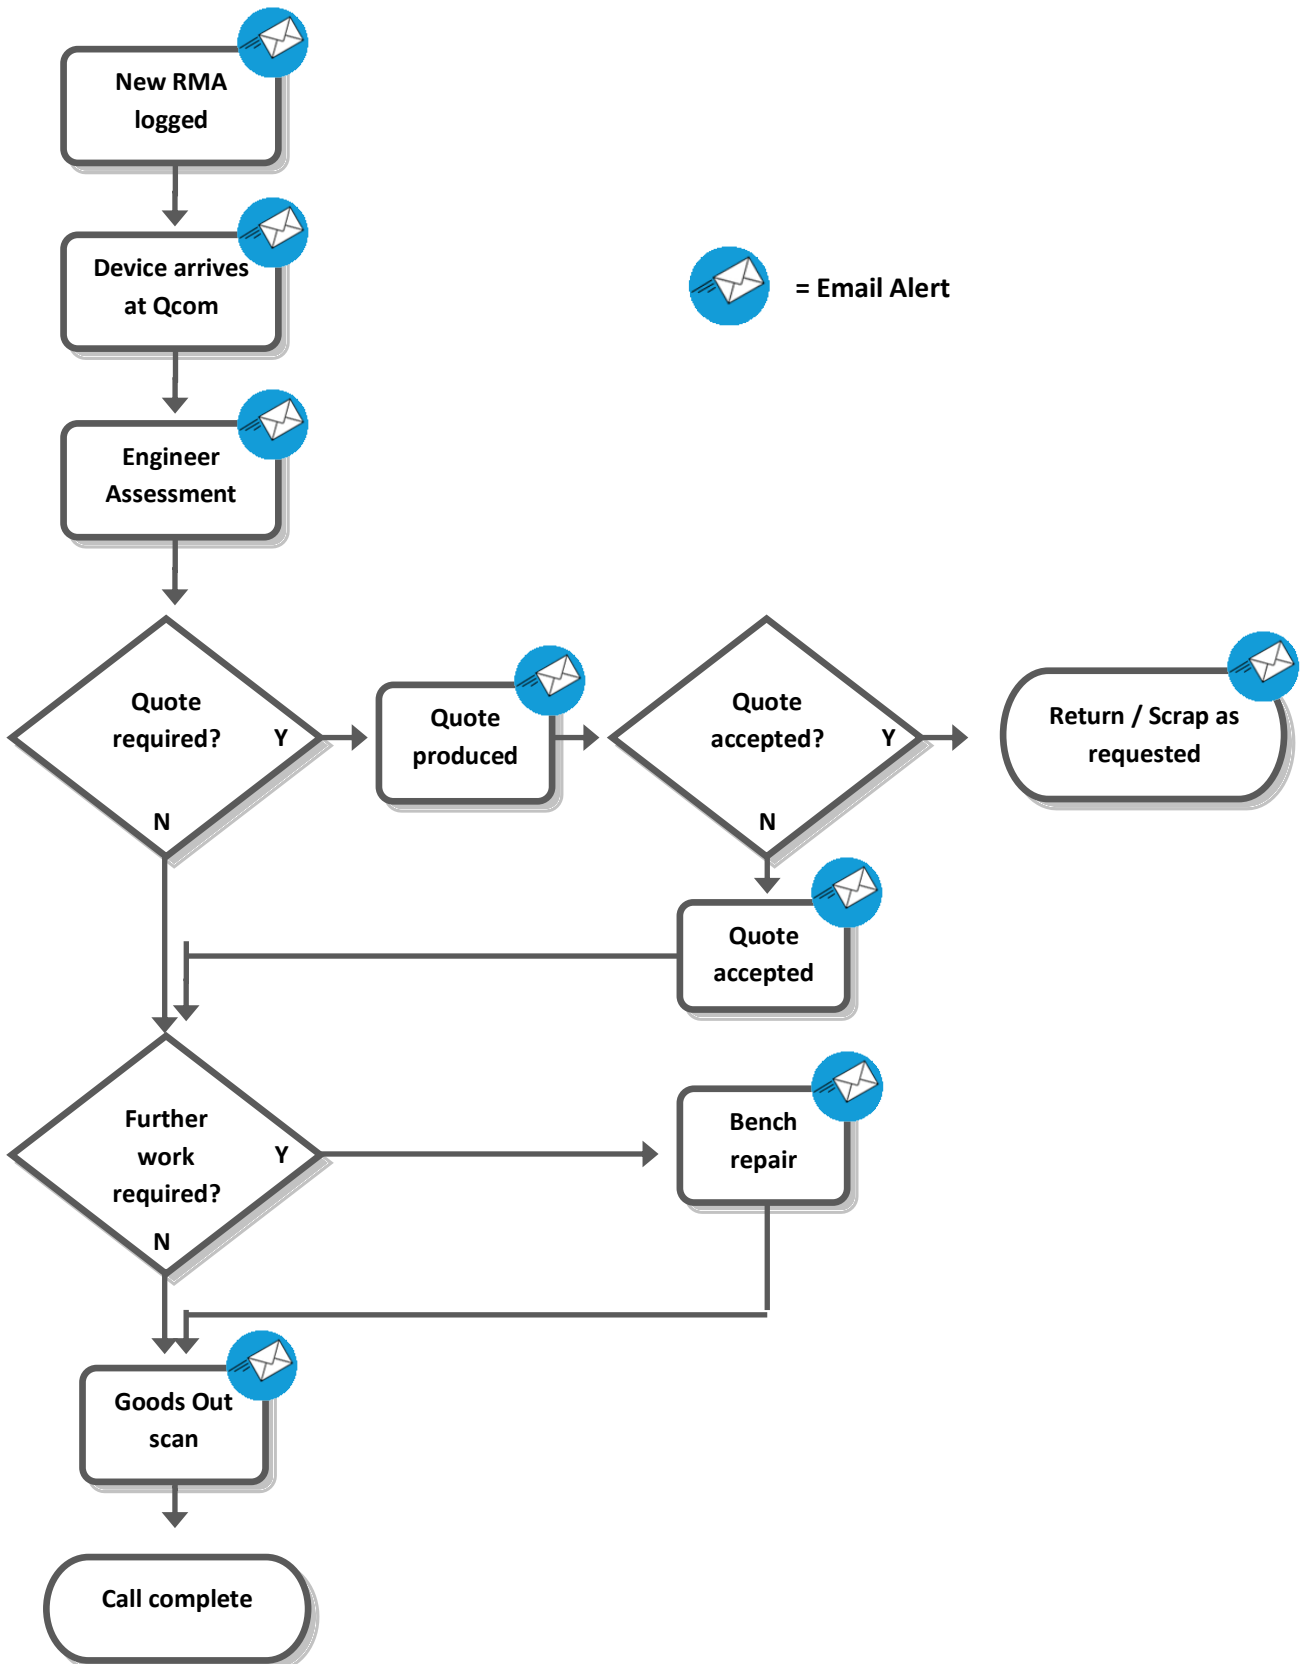 New RMA
logged
Device arrives
at Qcom
= Email Alert
Engineer
Assessment
Quote
required?
Y
N
Quote
produced
Quote
accepted?
Y
N
Return / Scrap as
requested
Quote
accepted
Further
work
required?
Y
N
Bench
repair
Goods Out
scan
Call complete